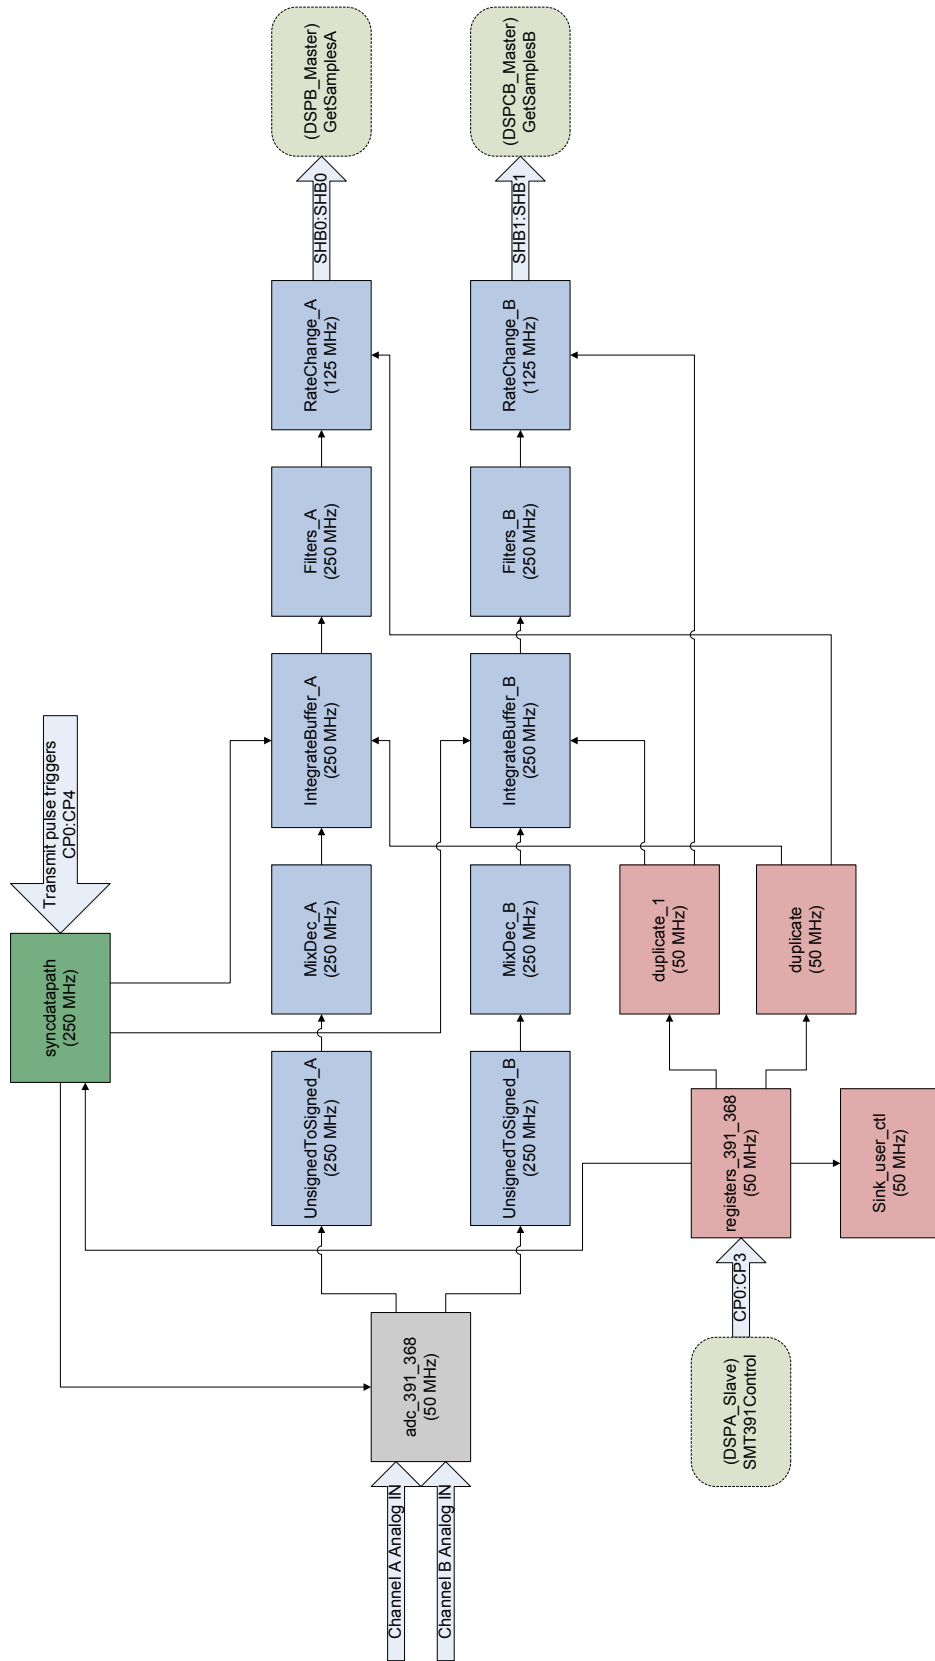 Transmit pulse triggers
CP0:CP4
syncdatapath
(250 MHz)
Channel A Analog IN
Channel B Analog IN
adc_391_368
(50 MHz)
UnsignedToSigned_A
(250 MHz)
MixDec_A
(250 MHz)
IntegrateBuffer_A
(250 MHz)
Filters_A
(250 MHz)
RateChange_A
(125 MHz)
SHB0:SHB0
(DSPB_Master)
GetSamplesA
UnsignedToSigned_B
(250 MHz)
MixDec_B
(250 MHz)
IntegrateBuffer_B
(250 MHz)
Filters_B
(250 MHz)
RateChange_B
(125 MHz)
SHB1:SHB1
(DSPCB_Master)
GetSamplesB
duplicate_1
(50 MHz)
duplicate
(50 MHz)
(DSPA_Slave)
SMT391Control
CP0:CP3
registers_391_368
(50 MHz)
Sink_user_ctl
(50 MHz)